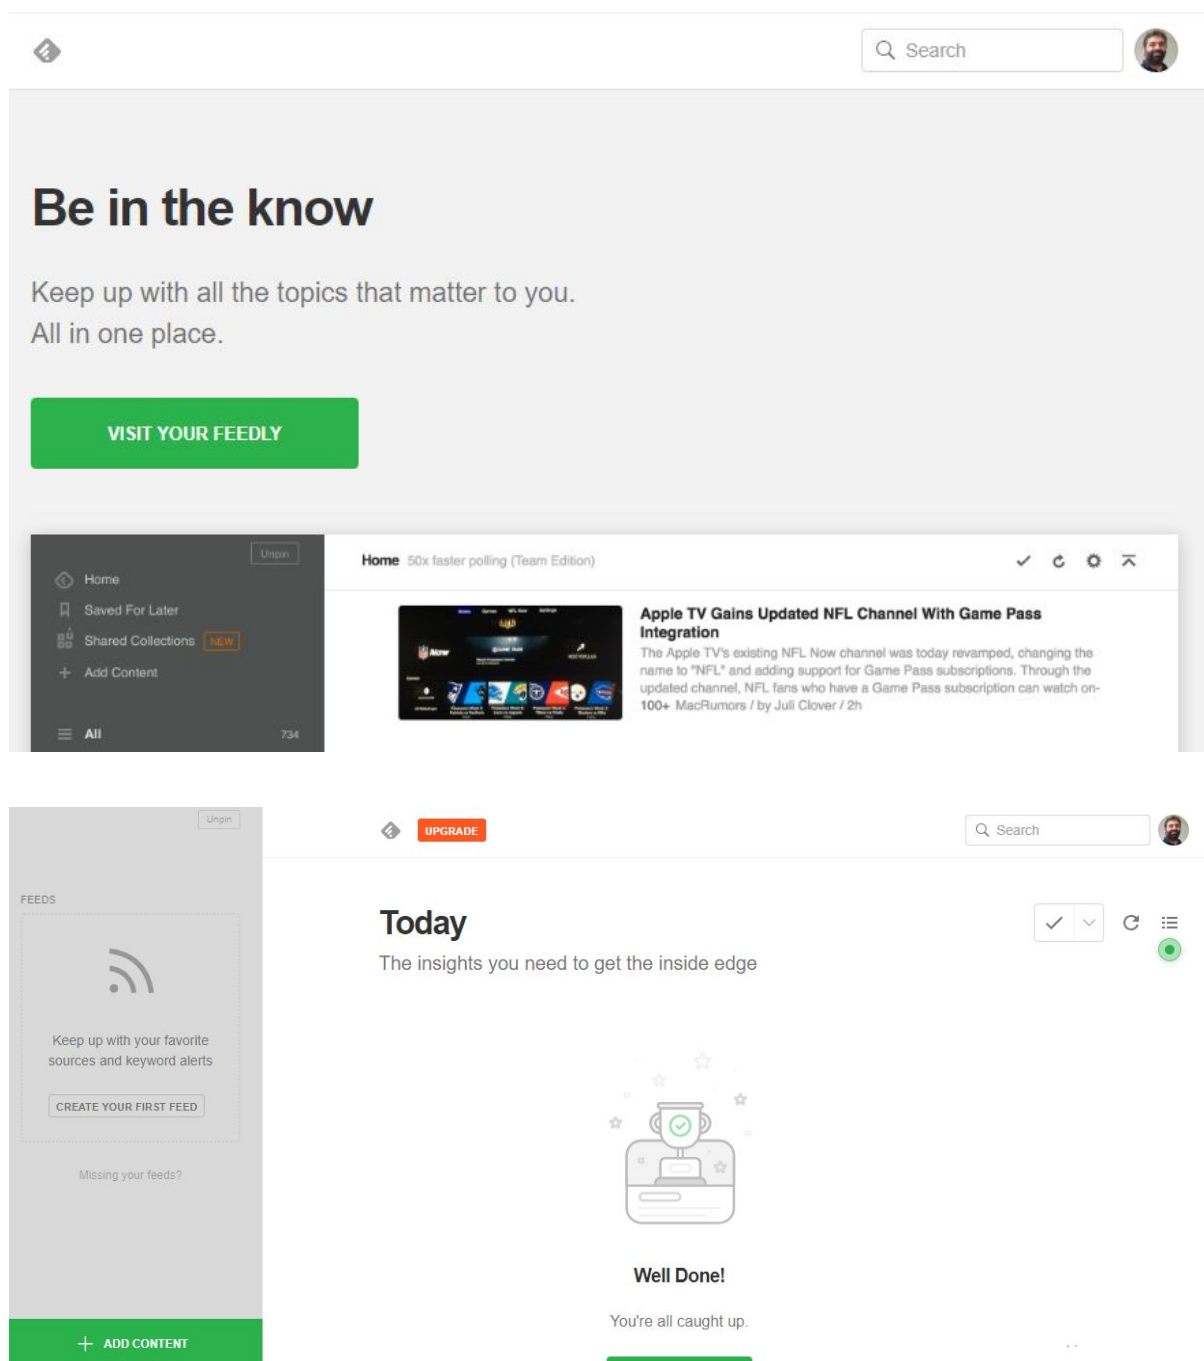 Search
Be in the know
Keep up with all the topics that matter to you.
All in one place.
VISIT YOUR FEEDLY
Unpin
Home
Saved For Later
Shared Collections NEW
Add Content
All 734
Home 50x faster polling (Team Edition)
Apple TV Gains Updated NFL Channel With Game Pass
Integration
The Apple TV's existing NFL Now channel was today revamped, changing the
name to "NFL" and adding support for Game Pass subscriptions. Through the
updated channel, NFL fans who have a Game Pass subscription can watch on-
100+ MacRumors / by Juli Clover / 2h
Unpin
FEEDS
Keep up with your favorite
sources and keyword alerts
CREATE YOUR FIRST FEED
Missing your feeds?
ADD CONTENT
UPGRADE
Search
Today
The insights you need to get the inside edge
Well Done!
You're all caught up.